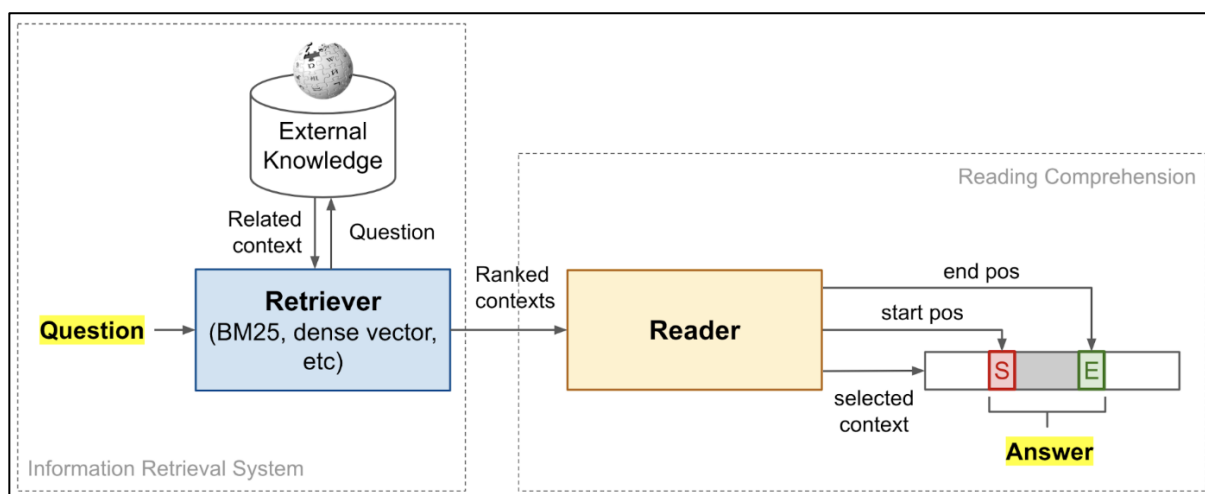 External
Knowledge
Reading Comprehension
Related
context
Question
Ranked
contexts
Retriever
(BM25, dense vector,
etc)
Question
Reader
end pos
start pos
S
E
selected
context
Answer
Information Retrieval System